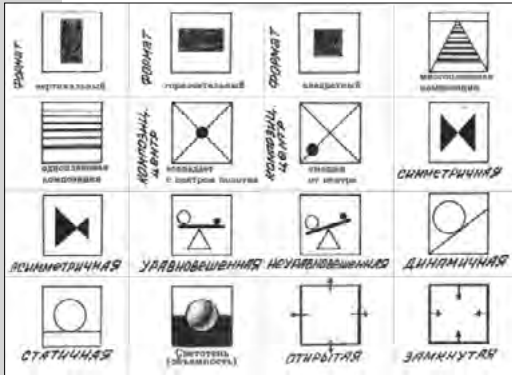 ФОРМАТ
вертикальный
ФОРМАТ
горизонтальный
ФОРМАТ
квадратный
многоплановая
композиция
одноплановая
композиция
КОМПОЗИЦ.
ЦЕНТР
совпадает
с центром полотна
КОМПОЗИЦ.
ЦЕНТР
смещен
от центра
СИММЕТРИЧНАЯ
АСИММЕТРИЧНАЯ
УРАВНОВЕШЕННАЯ
НЕУРАВНОВЕШЕННАЯ
ДИНАМИЧНАЯ
СТАТИЧНАЯ
Светотень
(объемность)
ОТКРЫТАЯ
ЗАМКНУТАЯ